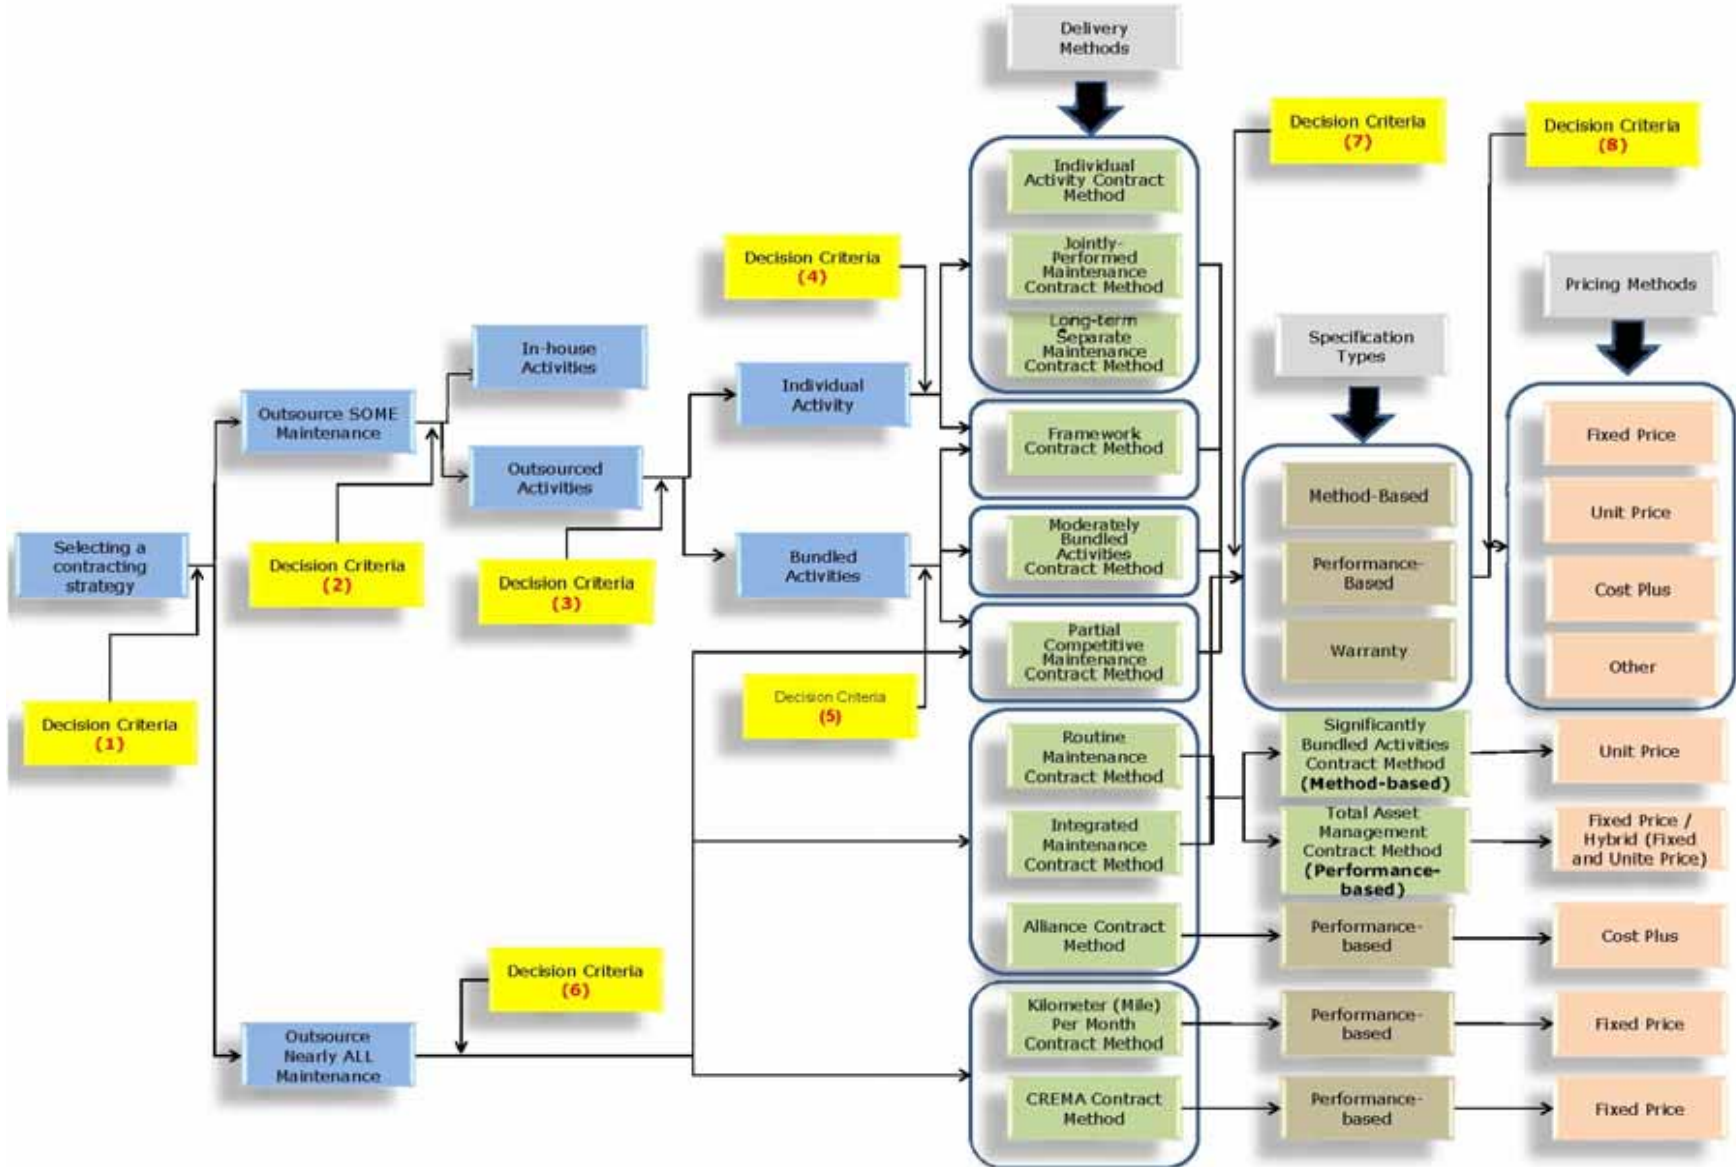 Delivery
Methods
Decision Criteria
(7)
Decision Criteria
(8)
Individual
Activity Contract
Method
Jointly-
Performed
Maintenance
Contract Method
Long-term
Separate
Maintenance
Contract Method
Decision Criteria
(4)
Pricing Methods
Specification
Types
In-house
Activities
Outsource SOME
Maintenance
Individual
Activity
Outsourced
Activities
Framework
Contract Method
Fixed Price
Method-Based
Unit Price
Selecting a
contracting
strategy
Decision Criteria
(2)
Decision Criteria
(3)
Bundled
Activities
Moderately
Bundled
Activities
Contract Method
Performance-
Based
Cost Plus
Partial
Competitive
Maintenance
Contract Method
Warranty
Other
Decision Criteria
(1)
Decision Criteria
(5)
Routine
Maintenance
Contract Method
Significantly
Bundled Activities
Contract Method
(Method-based)
Unit Price
Integrated
Maintenance
Contract Method
Total Asset
Management
Contract Method
(Performance-
based)
Fixed Price /
Hybrid (Fixed
and Unite Price)
Alliance Contract
Method
Performance-
based
Cost Plus
Decision Criteria
(6)
Outsource
Nearly ALL
Maintenance
Kilometer (Mile)
Per Month
Contract Method
Performance-
based
Fixed Price
CREMA Contract
Method
Performance-
based
Fixed Price